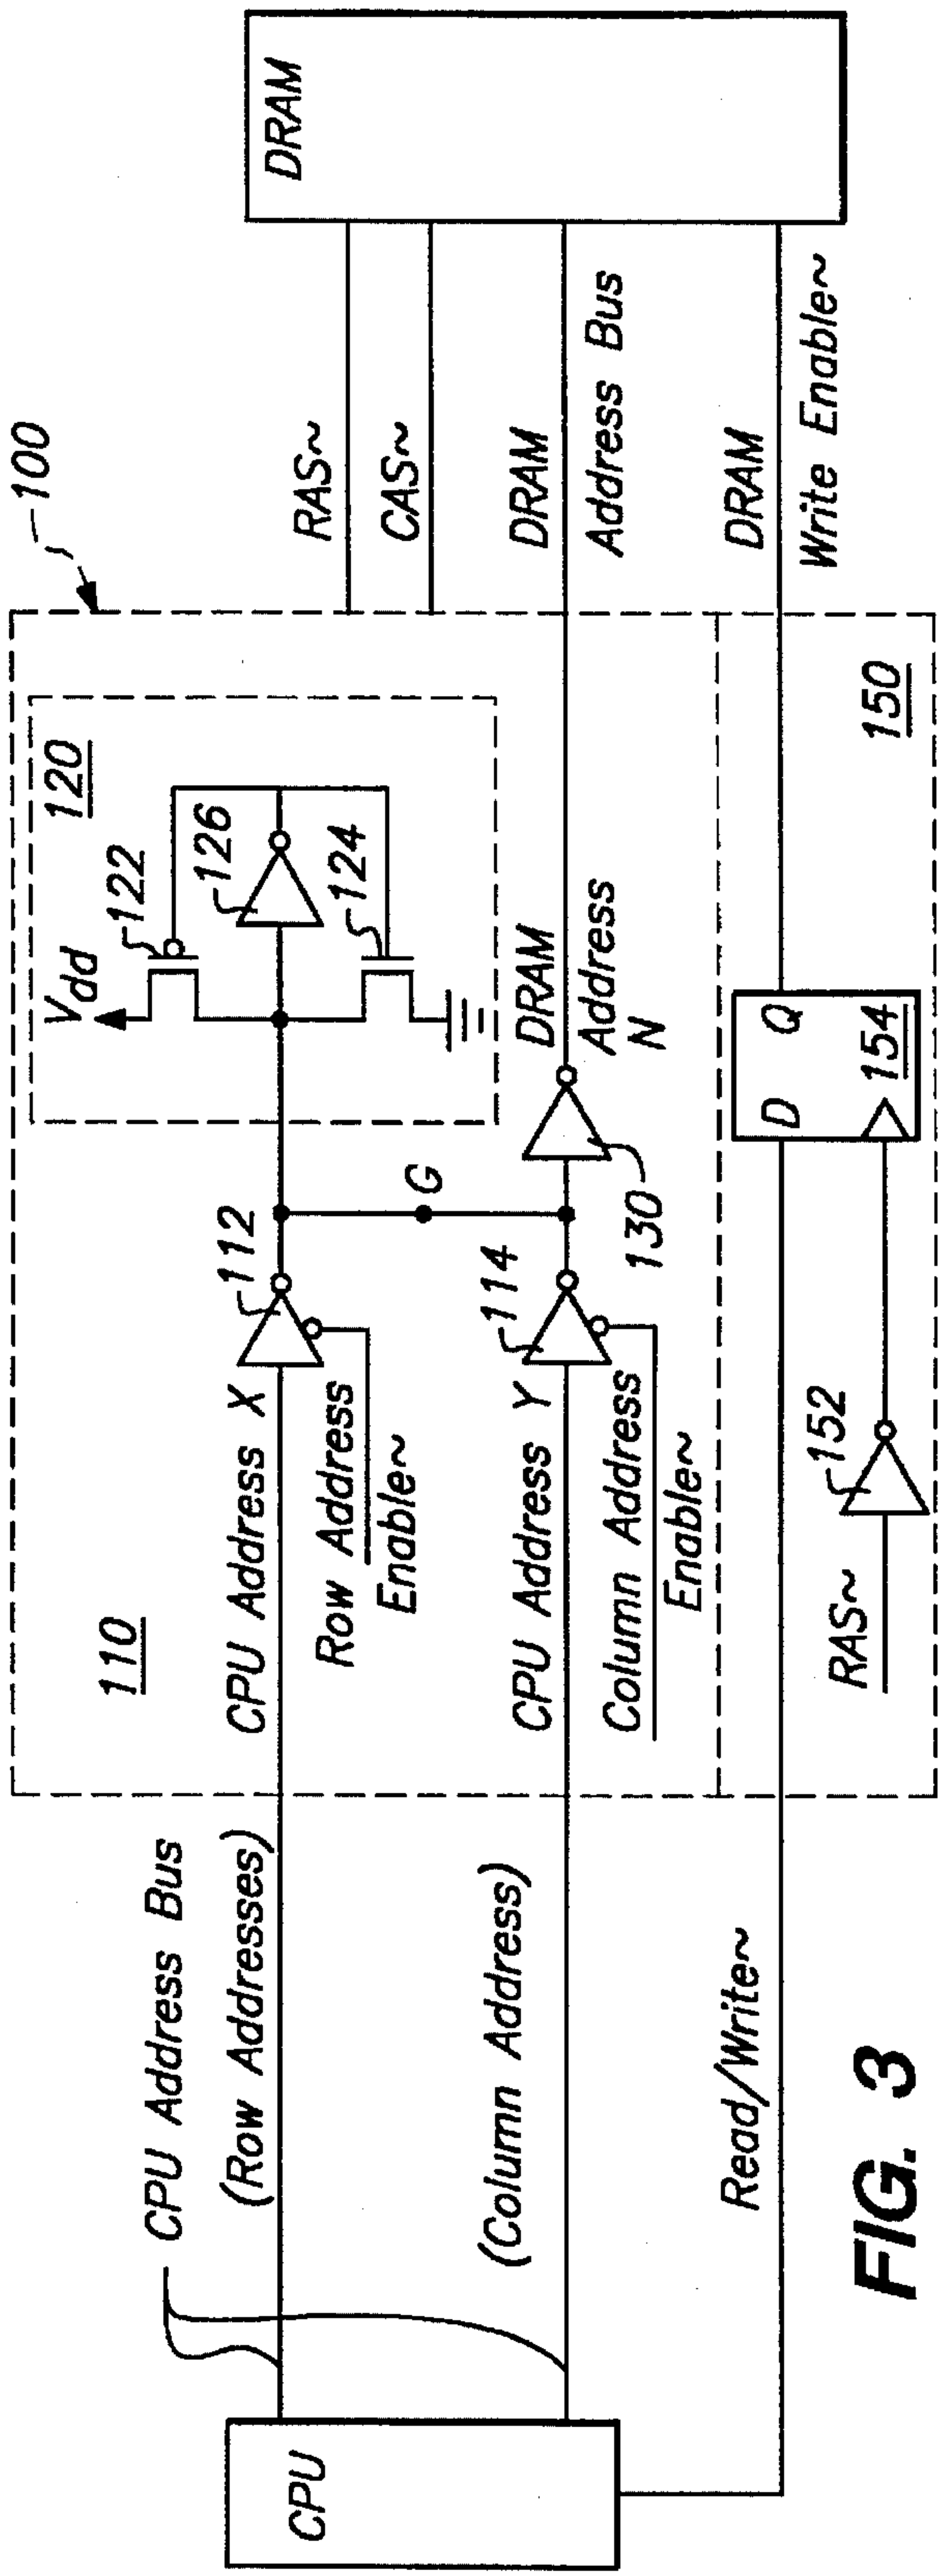 100
DRAM
RAS~
CAS~
DRAM
Address Bus
DRAM
Write Enable~
110
120
Vdd
122
126
124
CPU Address X
112
Row Address
Enable~
G
CPU Address Y
114
Column Address
Enable~
130
DRAM
Address
N
150
RAS~
152
D Q
154
CPU Address Bus
(Row Addresses)
(Column Address)
CPU
Read/Write~
FIG. 3